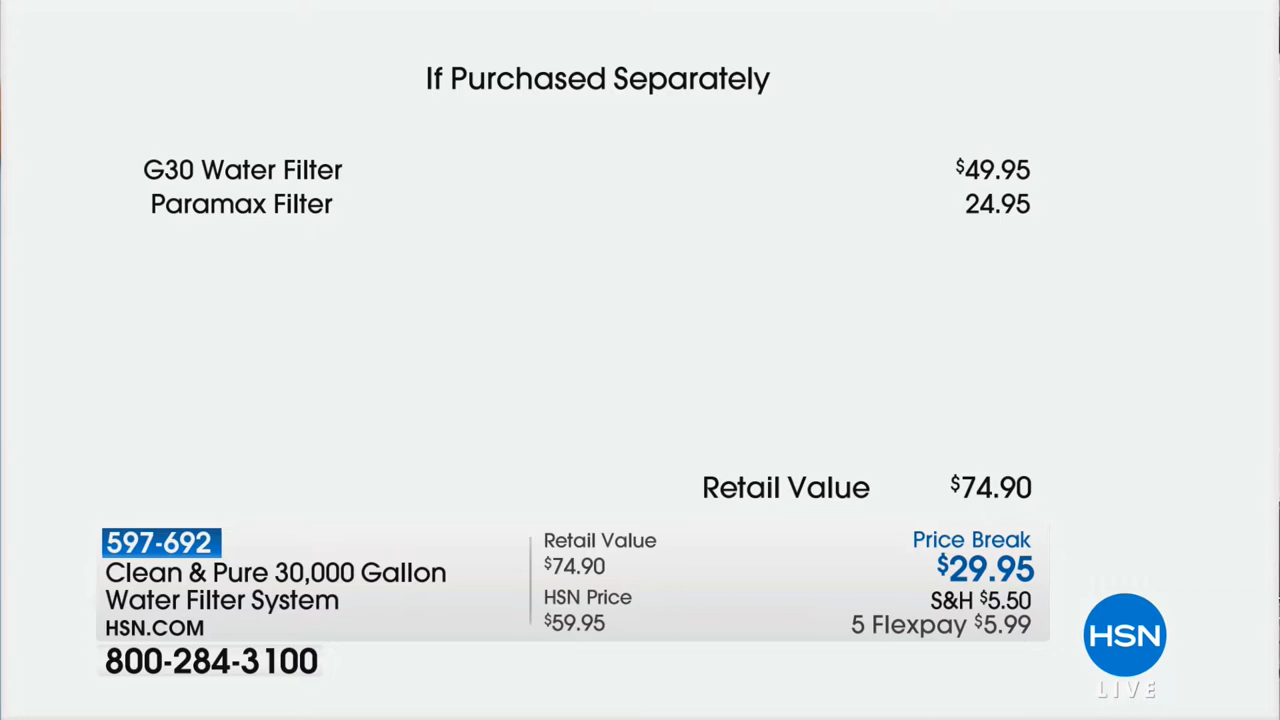 If Purchased Separately
G30 Water Filter $49.95
Paramax Filter 24.95
Retail Value $74.90
597-692
Clean & Pure 30,000 Gallon
Water Filter System
HSN.COM
800-284-3100
Retail Value
$74.90
HSN Price
$59.95
Price Break
$29.95
S&H $5.50
5 Flexpay $5.99
HSN
LIVE